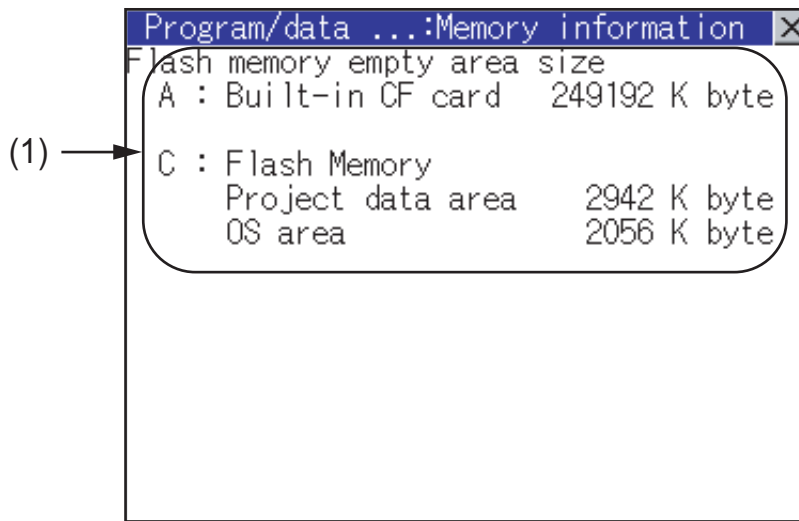 Program/data ...:Memory information ×
Flash memory empty area size
A : Built-in CF card 249192 K byte
(1)
C : Flash Memory
Project data area 2942 K byte
OS area 2056 K byte